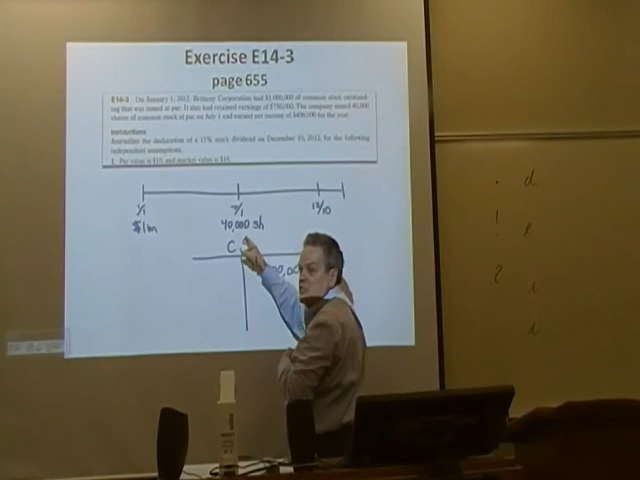 Exercise E14-3
page 655
E14-3 On January 1, 2012, Brittany Corporation had $1,000,000 of common stock outstand-
ing that was issued at par. It also had retained earnings of $750,000. The company issued 40,000
shares of common stock at par on July 1 and earned net income of $400,000 for the year.
Instructions
Journalize the declaration of a 15% stock dividend on December 10, 2012, for the following
independent assumptions.
1. Par value is $10, and market value is $18.
1/1 7/1 12/10
$1m 40,000 sh
C
d
! e
2 i
i